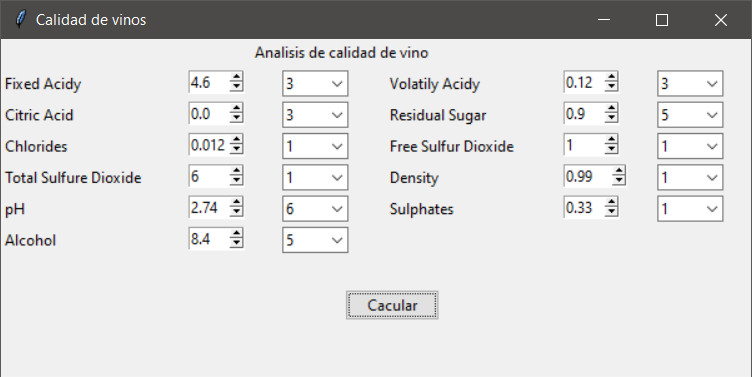 Calidad de vinos
Analisis de calidad de vino
Fixed Acidy 4.6 3 Volatily Acidy 0.12 3
Citric Acid 0.0 3 Residual Sugar 0.9 5
Chlorides 0.012 1 Free Sulfur Dioxide 1 1
Total Sulfure Dioxide 6 1 Density 0.99 1
pH 2.74 6 Sulphates 0.33 1
Alcohol 8.4 5
Cacular